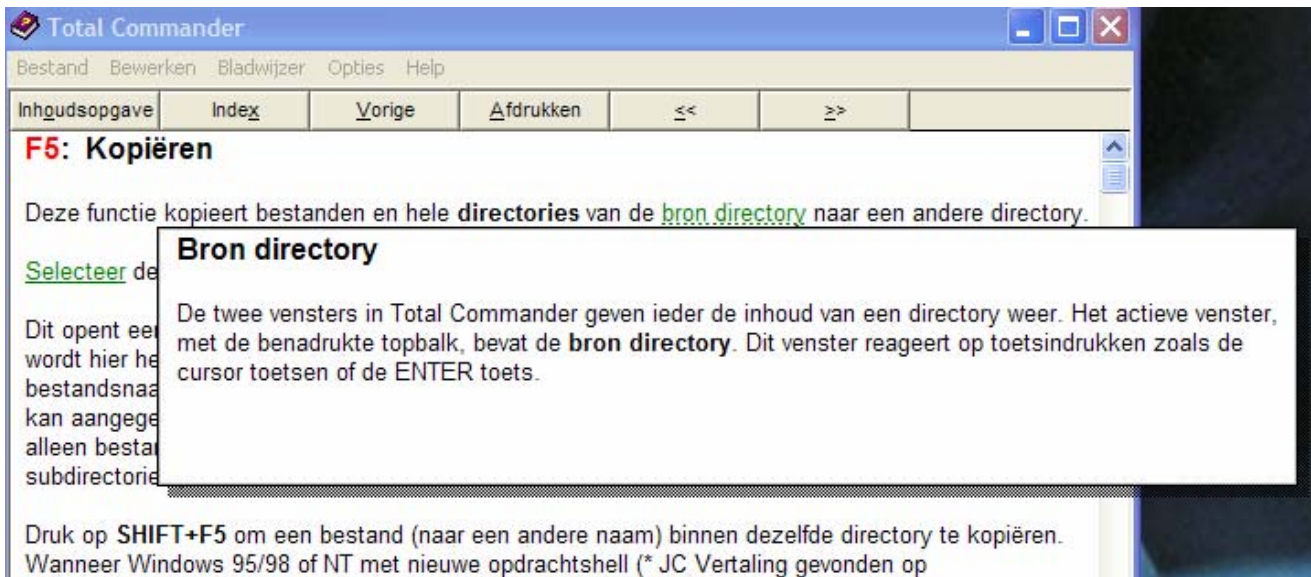 Total Commander
Bestand Bewerken Bladwijzer Opties Help
Inhoudsopgave Index Vorige Afdrukken << >>
F5: Kopiëren
Deze functie kopieert bestanden en hele directories van de bron directory naar een andere directory.
Bron directory
Selecteer de
De twee vensters in Total Commander geven ieder de inhoud van een directory weer. Het actieve venster,
met de benadrukte topbalk, bevat de bron directory. Dit venster reageert op toetsindrukken zoals de
cursor toetsen of de ENTER toets.
Dit opent
wordt hier he
bestandsnaa
kan aangege
alleen
subdirectorie
Druk op SHIFT+F5 om een bestand (naar een andere naam) binnen dezelfde directory te kopiëren.
Wanneer Windows 95/98 of NT met nieuwe opdrachtshell (* JC Vertaling gevonden op